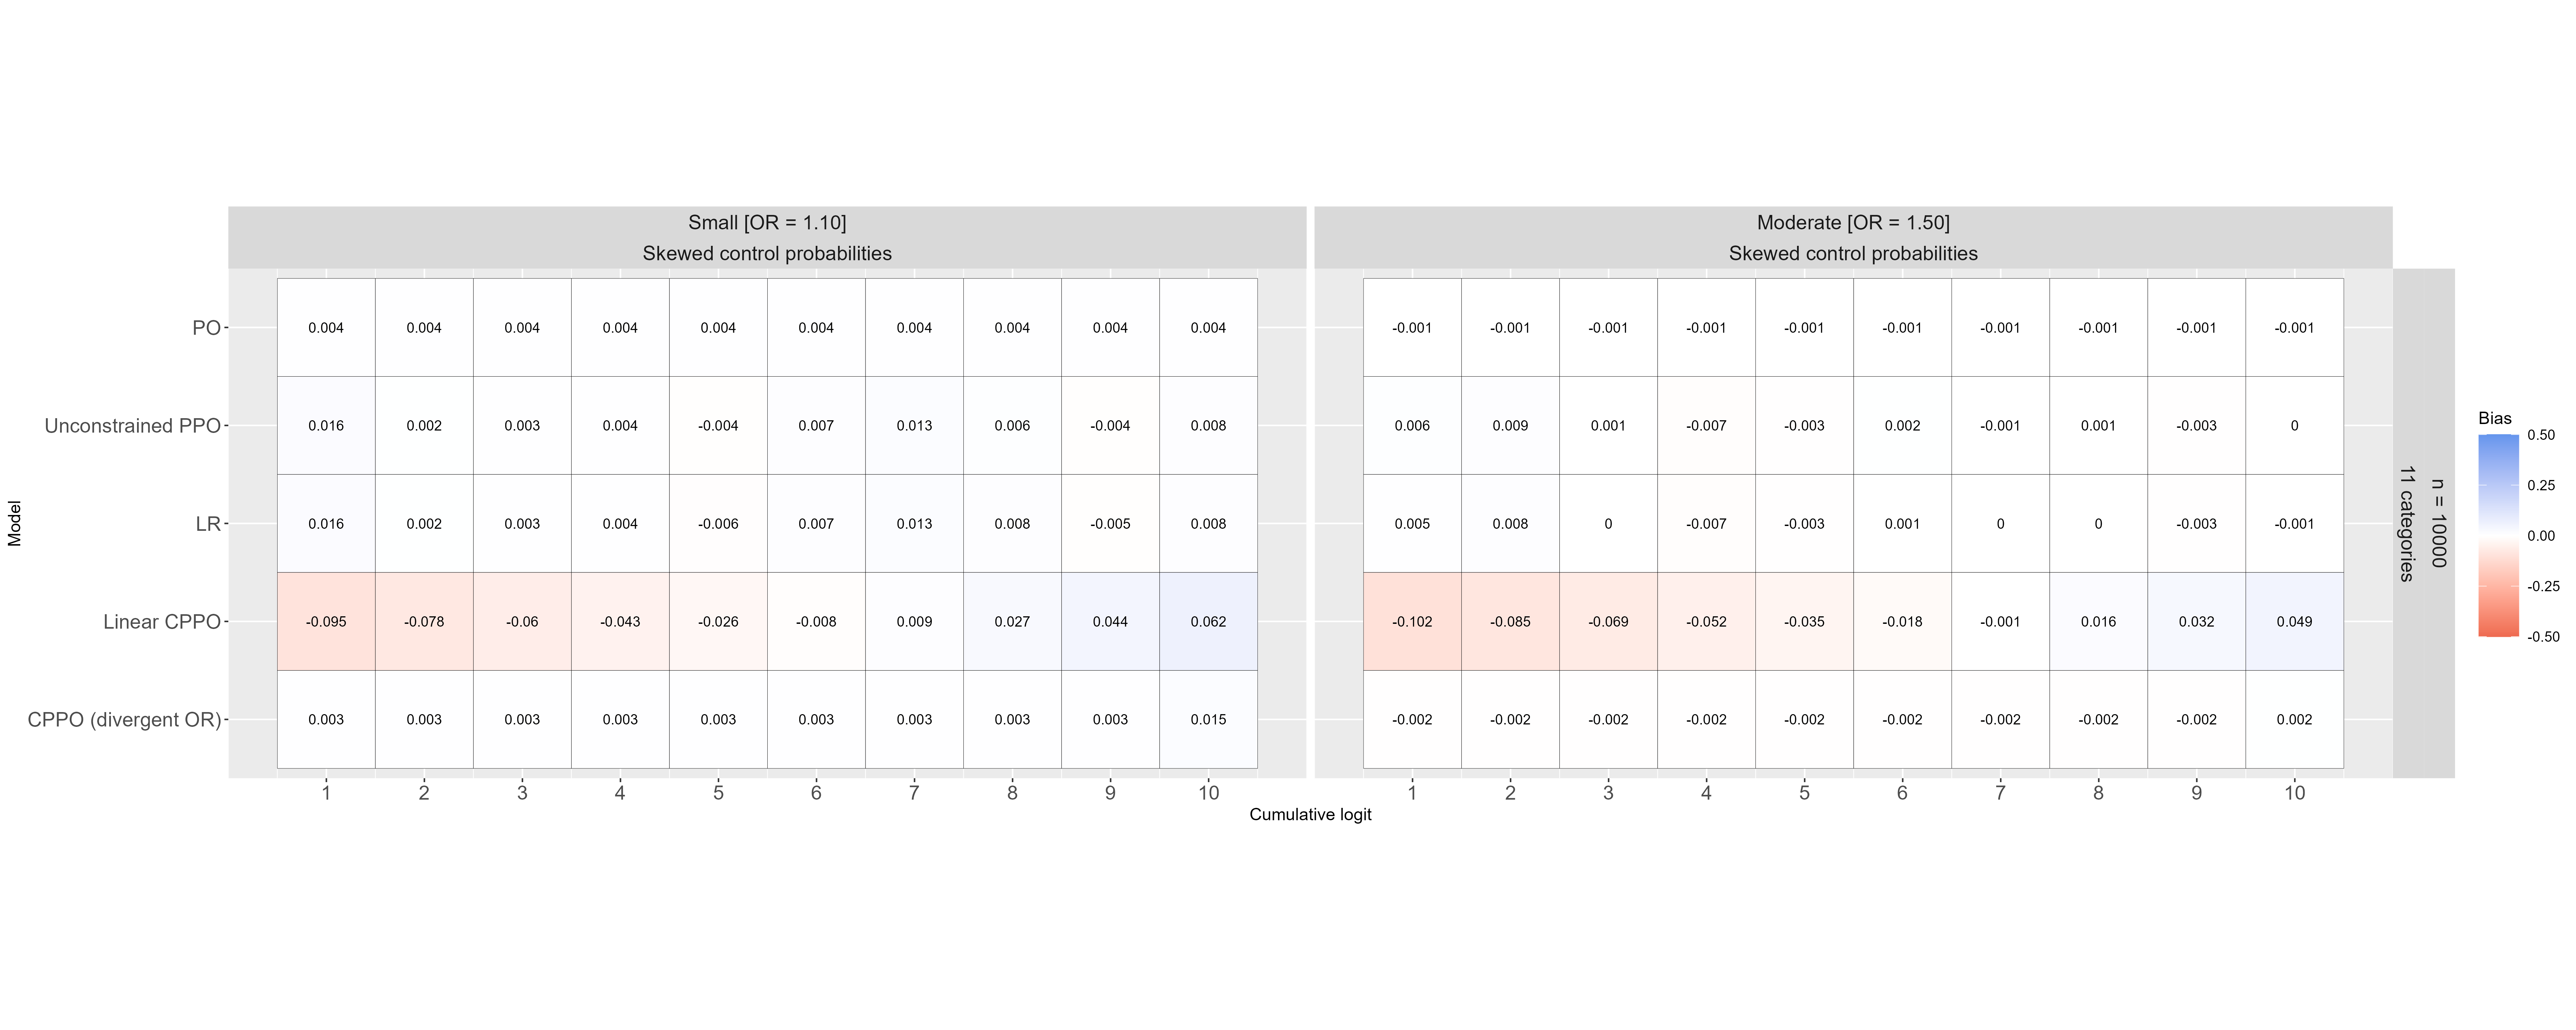 Small [OR = 1.10]
Skewed control probabilities
Moderate [OR = 1.50]
Skewed control probabilities
PO
0.004 0.004 0.004 0.004 0.004 0.004 0.004 0.004 0.004 0.004
-0.001 -0.001 -0.001 -0.001 -0.001 -0.001 -0.001 -0.001 -0.001 -0.001
Unconstrained PPO
0.016 0.002 0.003 0.004 -0.004 0.007 0.013 0.006 -0.004 0.008
0.006 0.009 0.001 -0.007 -0.003 0.002 -0.001 0.001 -0.003 0
LR
0.016 0.002 0.003 0.004 -0.006 0.007 0.013 0.008 -0.005 0.008
0.005 0.008 0 -0.007 -0.003 0.001 0 0 -0.003 -0.001
Linear CPPO
-0.095 -0.078 -0.06 -0.043 -0.026 -0.008 0.009 0.027 0.044 0.062
-0.102 -0.085 -0.069 -0.052 -0.035 -0.018 -0.001 0.016 0.032 0.049
CPPO (divergent OR)
0.003 0.003 0.003 0.003 0.003 0.003 0.003 0.003 0.003 0.015
-0.002 -0.002 -0.002 -0.002 -0.002 -0.002 -0.002 -0.002 -0.002 0.002
1 2 3 4 5 6 7 8 9 10
1 2 3 4 5 6 7 8 9 10
Cumulative logit
Model
n = 10000
11 categories
Bias
0.50
0.25
0.00
-0.25
-0.50